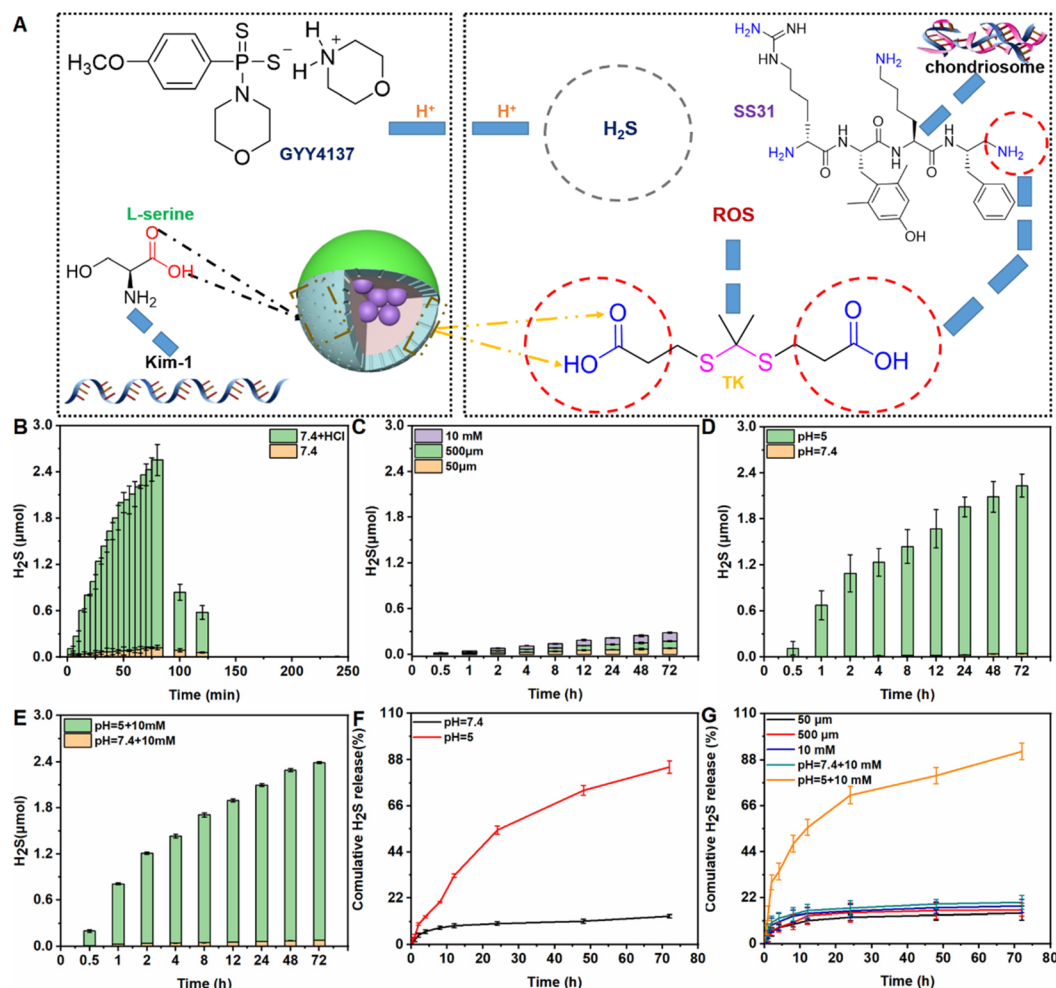 A
H₃CO
S
P
S⁻
N
O
H
N
H
+
O
GYY4137
H⁺
H⁺
H₂S
H₂N
NH
NH
NH₂
SS31
chondriosome
H₂N
O
H
N
O
N
H
O
H
N
NH₂
OH
L-serine
O
HO
OH
NH₂
Kim-1
ROS
O
HO
S
S
TK
O
OH
B
3.0
2.4
1.8
1.2
0.6
0.0
H₂S (μmol)
7.4+HCl
7.4
0
50
100
150
200
250
Time (min)
C
3.0
2.4
1.8
1.2
0.6
0.0
H₂S(μmol)
10 mM
500μm
50μm
0.5 1 2 4 8 12 24 48 72
Time (h)
D
3.0
2.4
1.8
1.2
0.6
0.0
H₂S (μmol)
pH=5
pH=7.4
0.5 1 2 4 8 12 24 48 72
Time (h)
E
3.0
2.4
1.8
1.2
0.6
0.0
H₂S(μmol)
pH=5+10mM
pH=7.4+10mM
0.5 1 2 4 8 12 24 48 72
Time (h)
F
110
88
66
44
22
0
Comulative H₂S release(%)
pH=7.4
pH=5
0 10 20 30 40 50 60 70 80
Time (h)
G
110
88
66
44
22
0
Comulative H₂S release (%)
50 μm
500 μm
10 mM
pH=7.4+10 mM
pH=5+10 mM
0 10 20 30 40 50 60 70 80
Time (h)